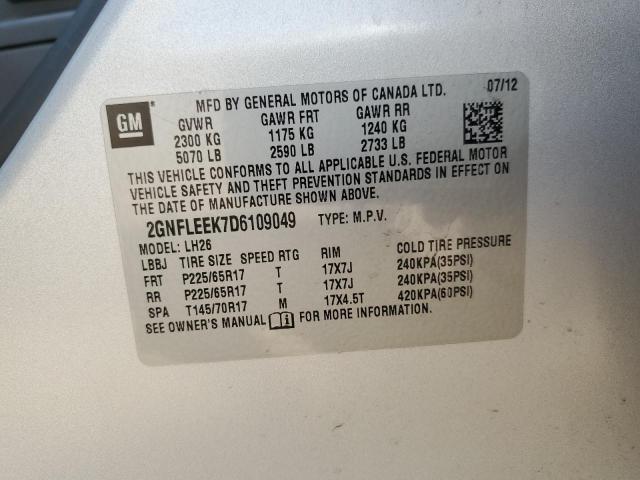 MFD BY GENERAL MOTORS OF CANADA LTD. 07/12
GM
GVWR GAWR FRT GAWR RR
2300 KG 1175 KG 1240 KG
5070 LB 2590 LB 2733 LB
THIS VEHICLE CONFORMS TO ALL APPLICABLE U.S. FEDERAL MOTOR
VEHICLE SAFETY AND THEFT PREVENTION STANDARDS IN EFFECT ON
THE DATE OF MANUFACTURE SHOWN ABOVE.
2GNFLEEK7D6109049 TYPE: M.P.V.
MODEL: LH26
LBBJ TIRE SIZE SPEED RTG RIM COLD TIRE PRESSURE
FRT P225/65R17 T 17X7J 240KPA(35PSI)
RR P225/65R17 T 17X7J 240KPA(35PSI)
SPA T145/70R17 M 17X4.5T 420KPA(60PSI)
SEE OWNER'S MANUAL FOR MORE INFORMATION.